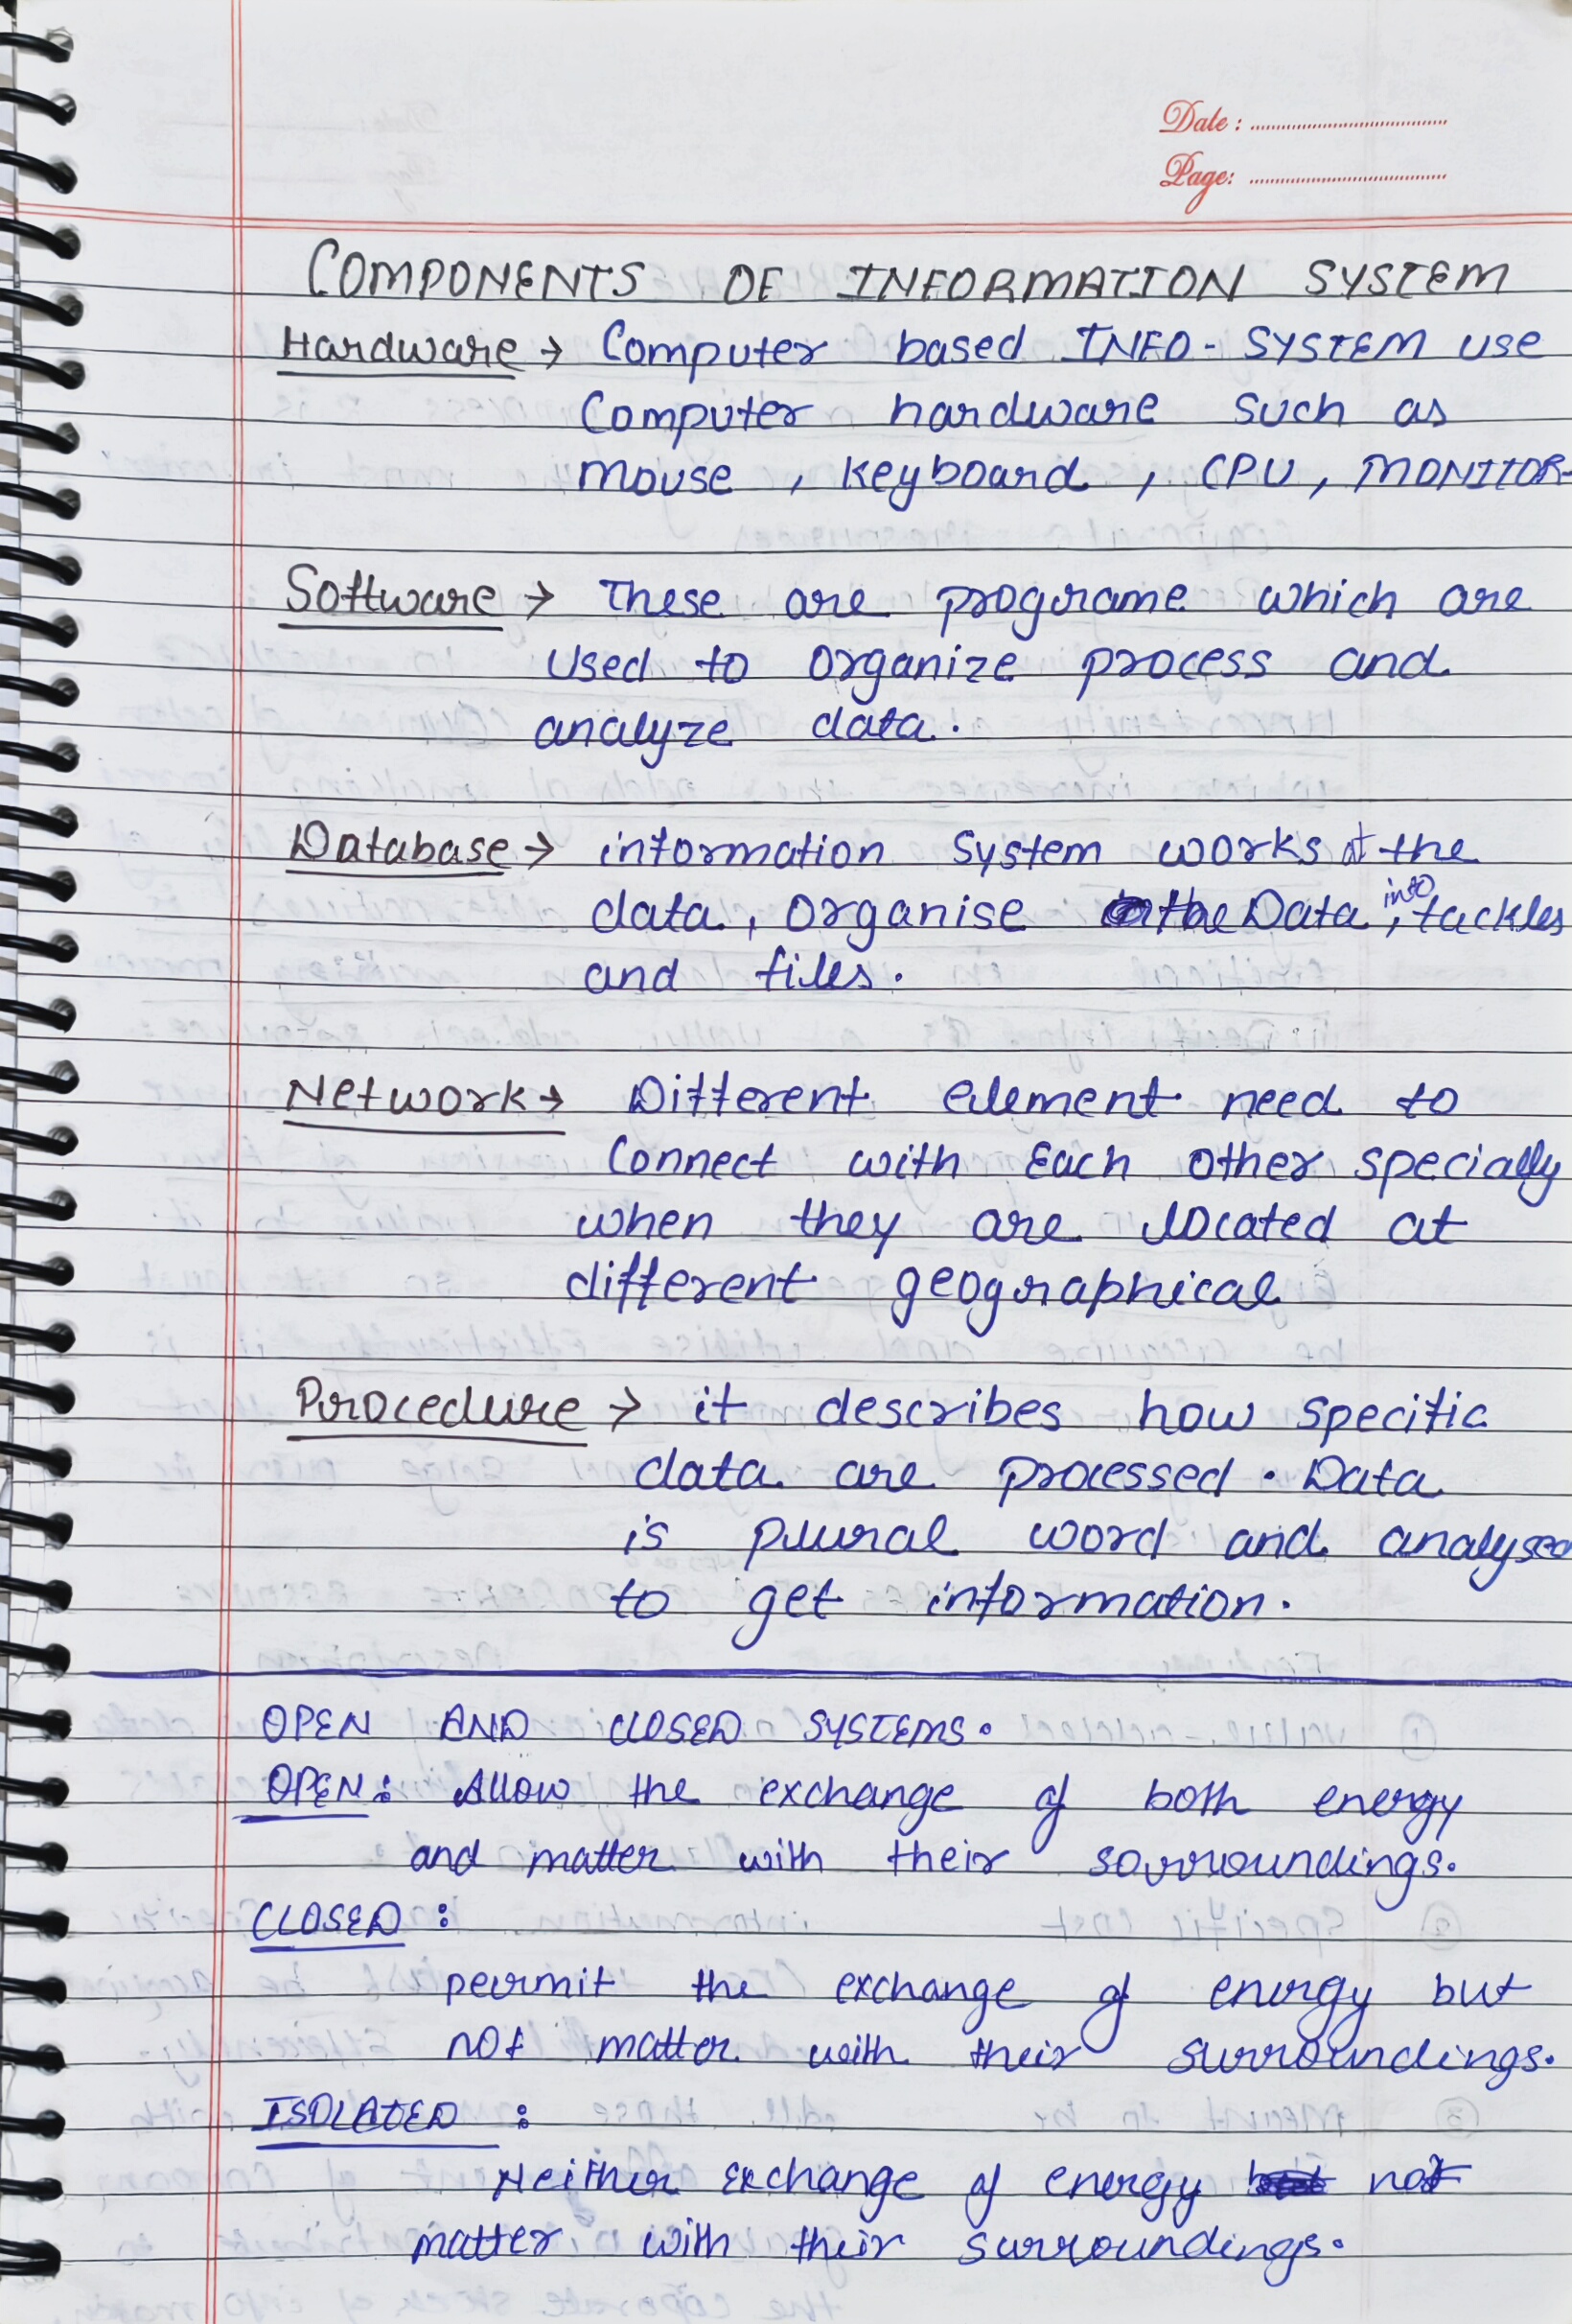 Date :
Page:
COMPONENTS OF INFORMATION SYSTEM
Hardware → Computer based INFO - SYSTEM use
Computer hardware such as
mouse , keyboard , CPU, MONITOR
Software → These are programe which are
used to organize process and
analyze data.
Database → information system works at the
data, organise the Data, into tackles
and files.
Network → Different element need to
Connect with Each other specially
when they are located at
different geographical
Procedure → it describes how specific
data are processed. Data
is plural word and analysed
to get information.
OPEN AND CLOSED SYSTEMS.
OPEN: Allow the exchange of both energy
and matter with their sorroundings.
CLOSED :
permit the exchange of energy but
not matter with their surroundings.
ISOLATED :
Neither Exchange of energy not
matter with their surroundings.